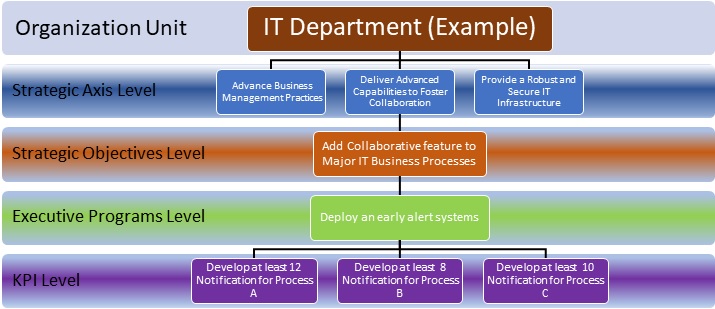 Organization Unit
IT Department (Example)
Strategic Axis Level
Advance Business
Management Practices
Deliver Advanced
Capabilities to Foster
Collaboration
Provide a Robust and
Secure IT
Infrastructure
Strategic Objectives Level
Add Collaborative feature to
Major IT Business Processes
Executive Programs Level
Deploy an early alert systems
KPI Level
Develop at least 12
Notification for Process
A
Develop at least 8
Notification for Process
B
Develop at least 10
Notification for Process
C